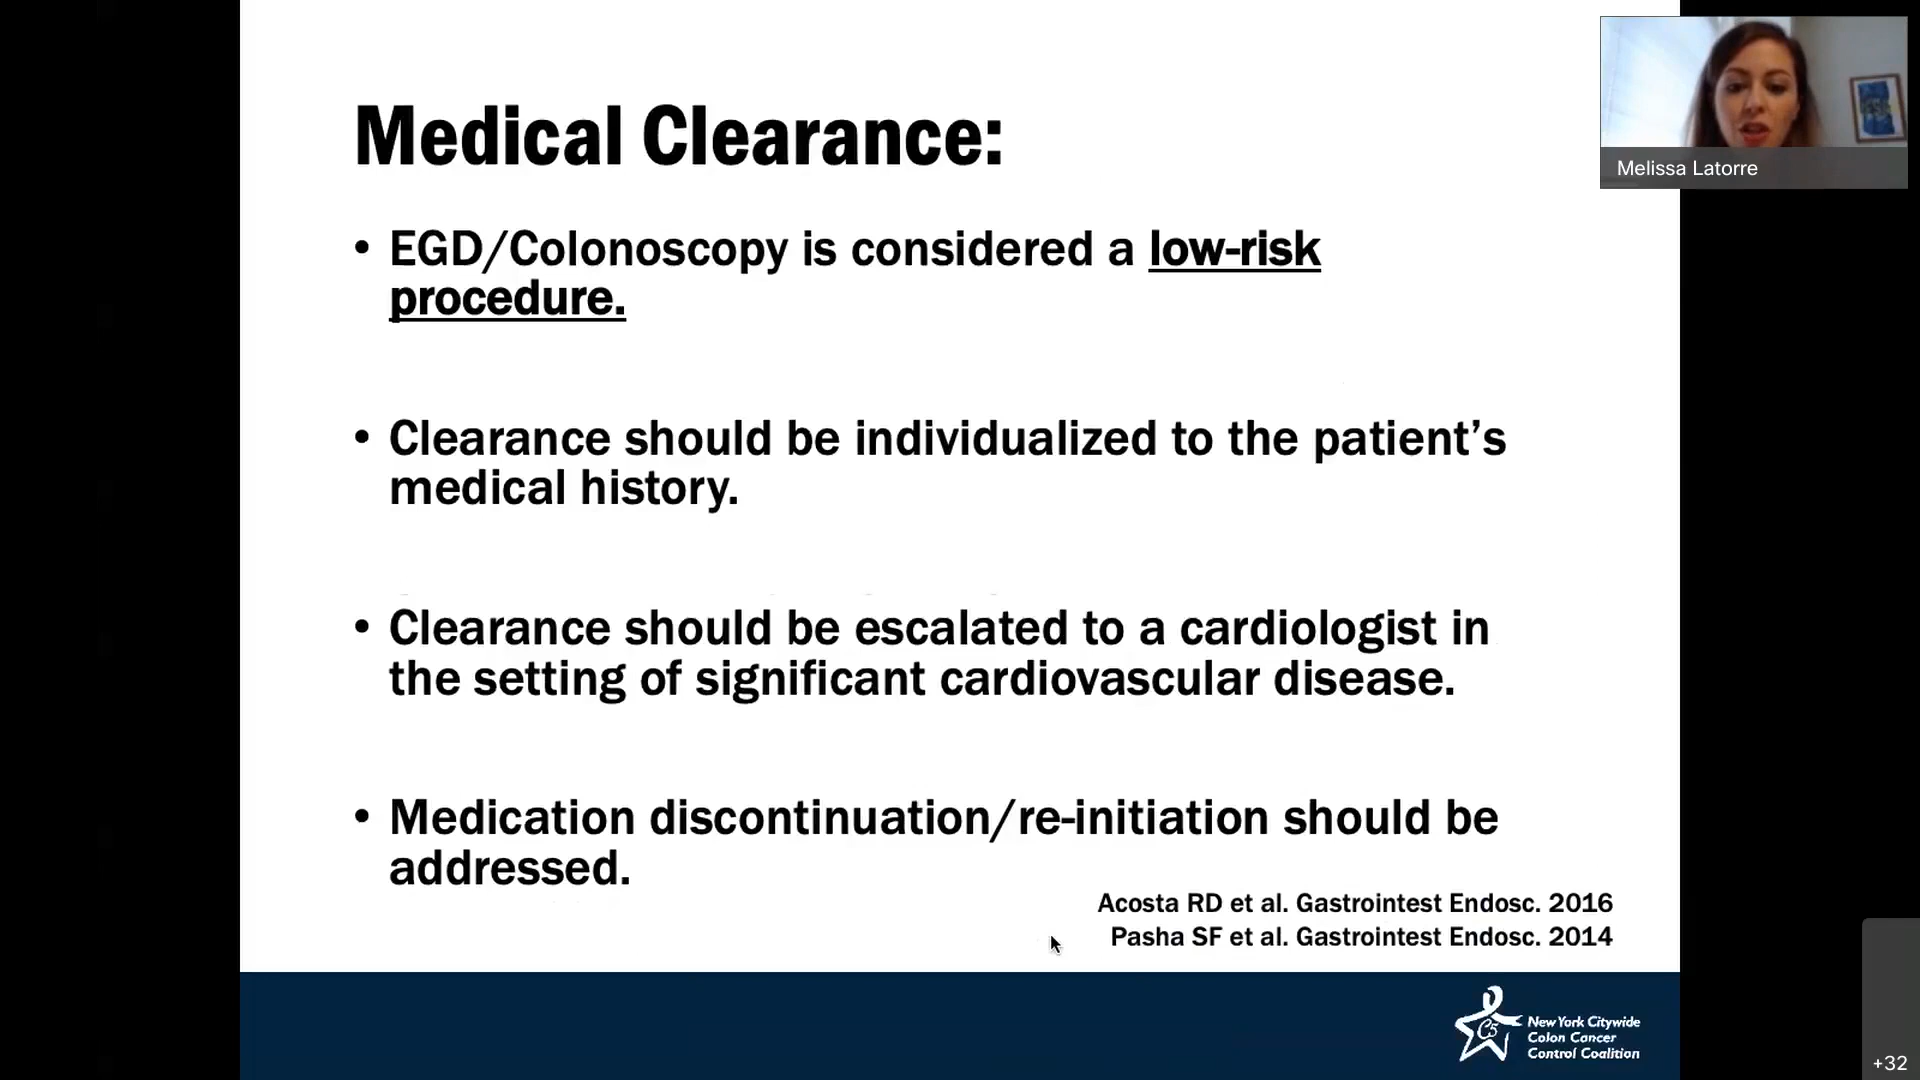 Medical Clearance:
• EGD/Colonoscopy is considered a low-risk
procedure.
• Clearance should be individualized to the patient’s
medical history.
• Clearance should be escalated to a cardiologist in
the setting of significant cardiovascular disease.
• Medication discontinuation/re-initiation should be
addressed.
Acosta RD et al. Gastrointest Endosc. 2016
Pasha SF et al. Gastrointest Endosc. 2014
Melissa Latorre
C5
New York Citywide
Colon Cancer
Control Coalition
+32